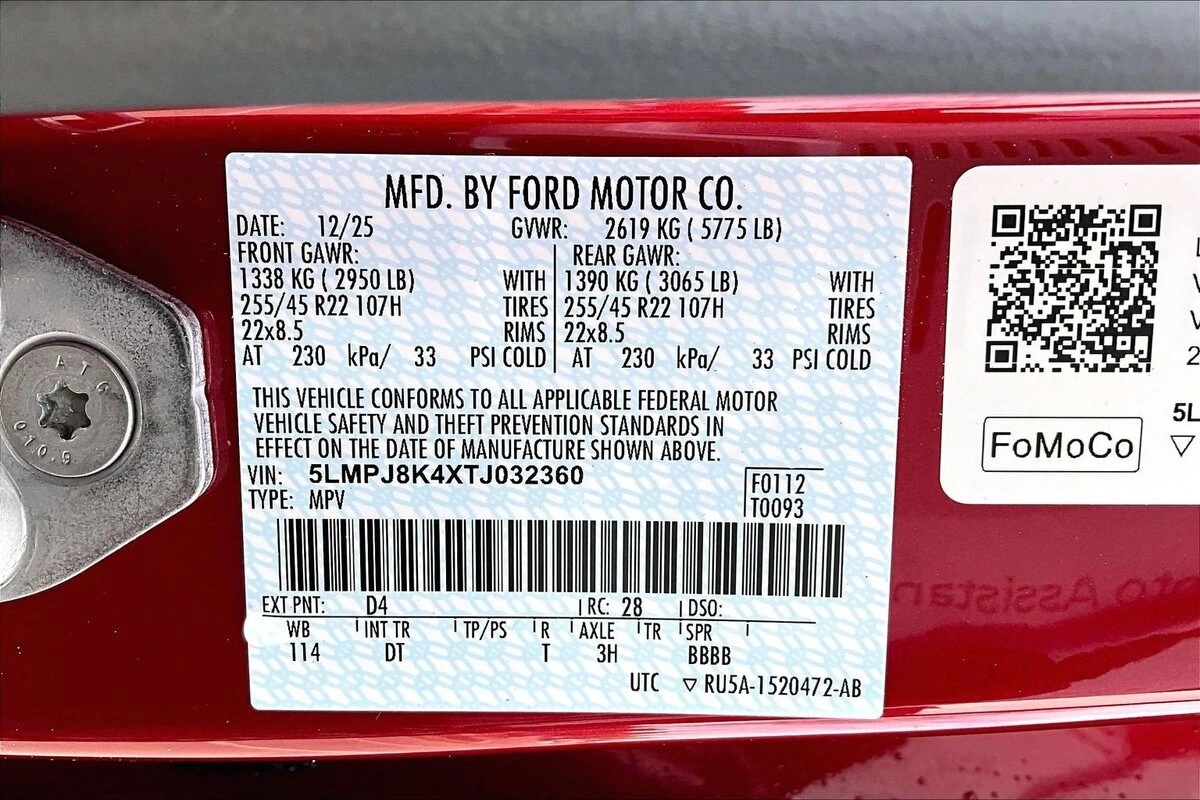 MFD. BY FORD MOTOR CO.
DATE: 12/25 GVWR: 2619 KG ( 5775 LB)
FRONT GAWR: REAR GAWR:
1338 KG ( 2950 LB) WITH 1390 KG ( 3065 LB) WITH
255/45 R22 107H TIRES 255/45 R22 107H TIRES
22x8.5 RIMS 22x8.5 RIMS
AT 230 kPa/ 33 PSI COLD AT 230 kPa/ 33 PSI COLD
THIS VEHICLE CONFORMS TO ALL APPLICABLE FEDERAL MOTOR
VEHICLE SAFETY AND THEFT PREVENTION STANDARDS IN
EFFECT ON THE DATE OF MANUFACTURE SHOWN ABOVE.
VIN: 5LMPJ8K4XTJ032360
TYPE: MPV
F0112
T0093
EXT PNT: D4 RC: 28 DSO:
WB INT TR TP/PS R AXLE TR SPR
114 DT T 3H BBBB
UTC ▽ RU5A-1520472-AB
FoMoCo
5L
ATG
010.9